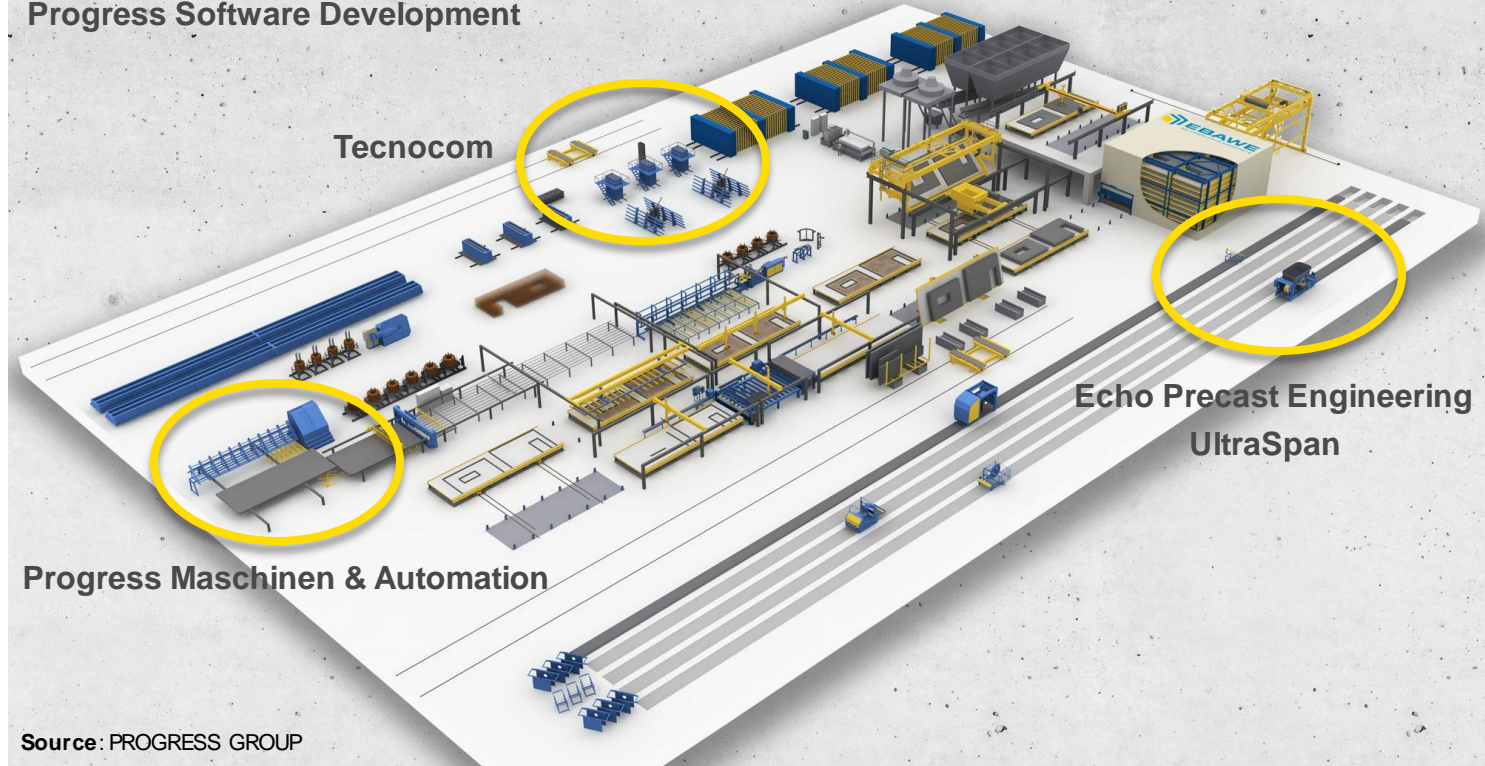 Progress Software Development
Tecnocom
EBAWE
Echo Precast Engineering
UltraSpan
Progress Maschinen & Automation
Source: PROGRESS GROUP